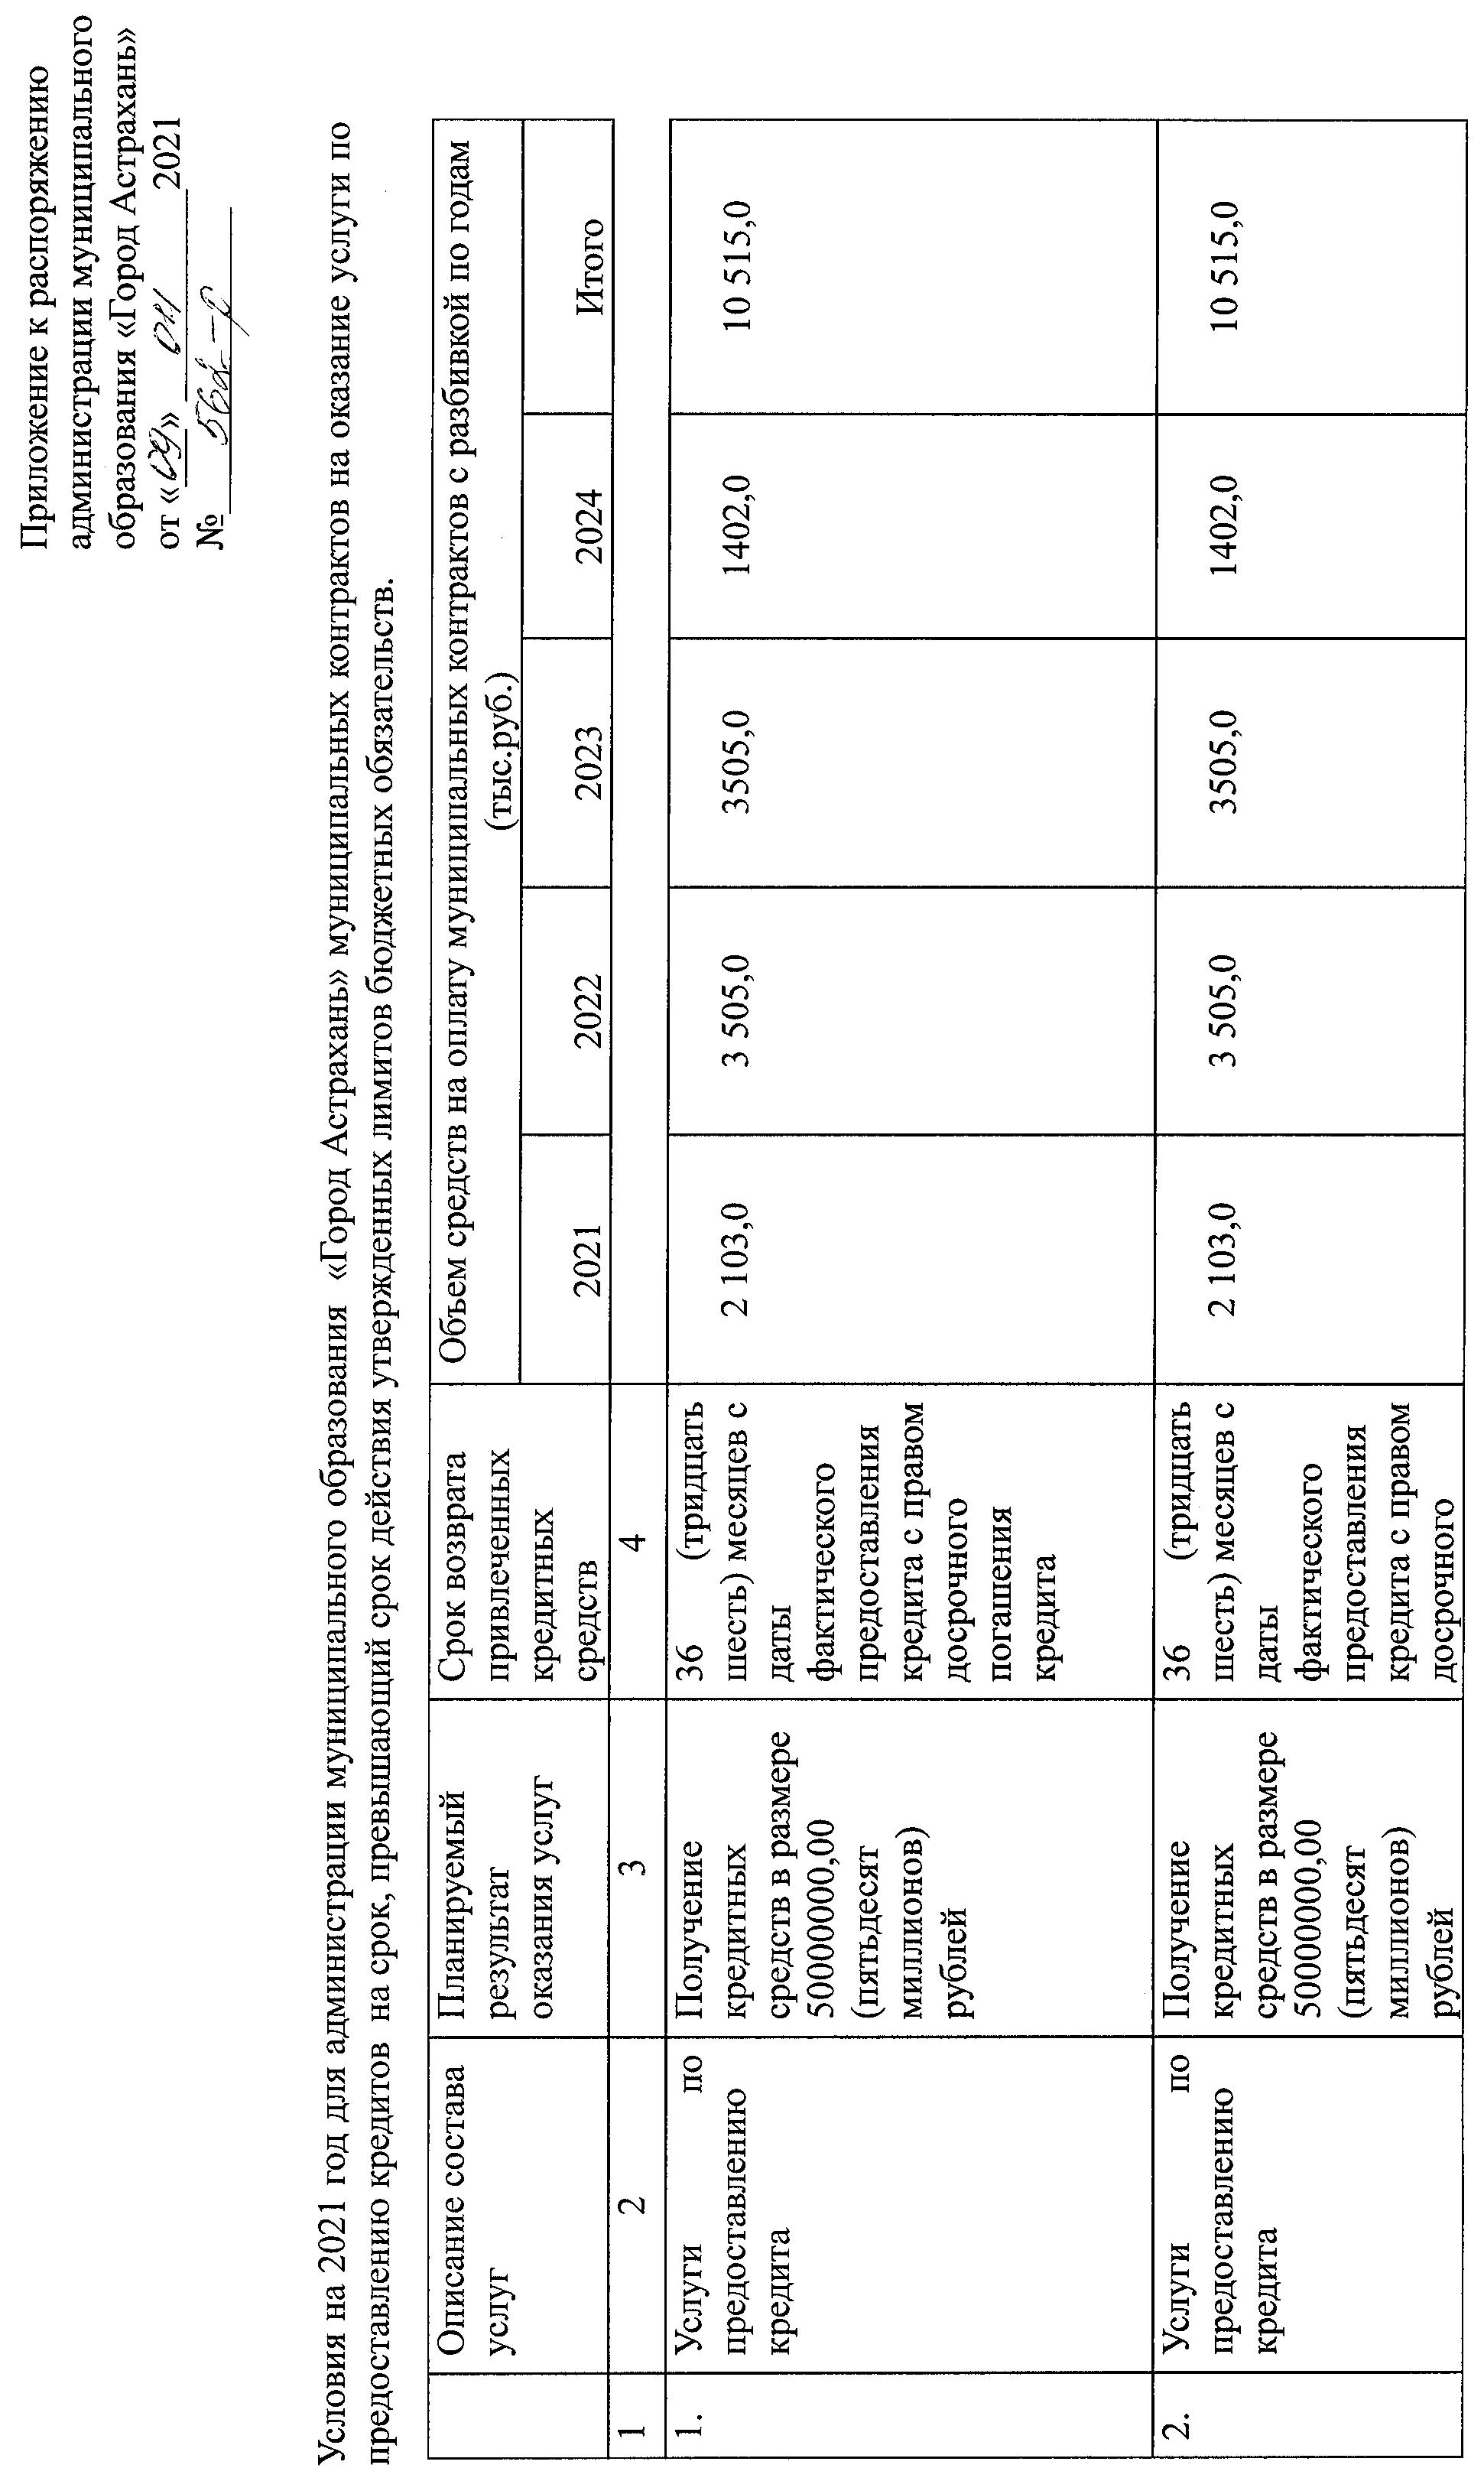 Приложение к распоряжению
администрации муниципального
образования «Город Астрахань»
от «09» 2021
№
Условия на 2021 год для администрации муниципального образования «Город Астрахань» муниципальных контрактов на оказание услуги по
предоставлению кредитов на срок, превышающий срок действия утвержденных лимитов бюджетных обязательств.
Описание состава
услуг
Планируемый
результат
оказания услуг
Срок возврата
привлеченных
кредитных
средств
Объем средств на оплату муниципальных контрактов с разбивкой по годам
(тыс.руб.)
2021
2022
2023
2024
Итого
1
2
3
4
1.
Услуги по
предоставлению
кредита
Получение
кредитных
средств в размере
50000000,00
(пятьдесят
миллионов)
рублей
36 (тридцать
шесть) месяцев с
даты
фактического
предоставления
кредита с правом
досрочного
погашения
кредита
2 103,0
3 505,0
3505,0
1402,0
10 515,0
2.
Услуги по
предоставлению
кредита
Получение
кредитных
средств в размере
50000000,00
(пятьдесят
миллионов)
рублей
36 (тридцать
шесть) месяцев с
даты
фактического
предоставления
кредита с правом
досрочного
2 103,0
3 505,0
3505,0
1402,0
10 515,0